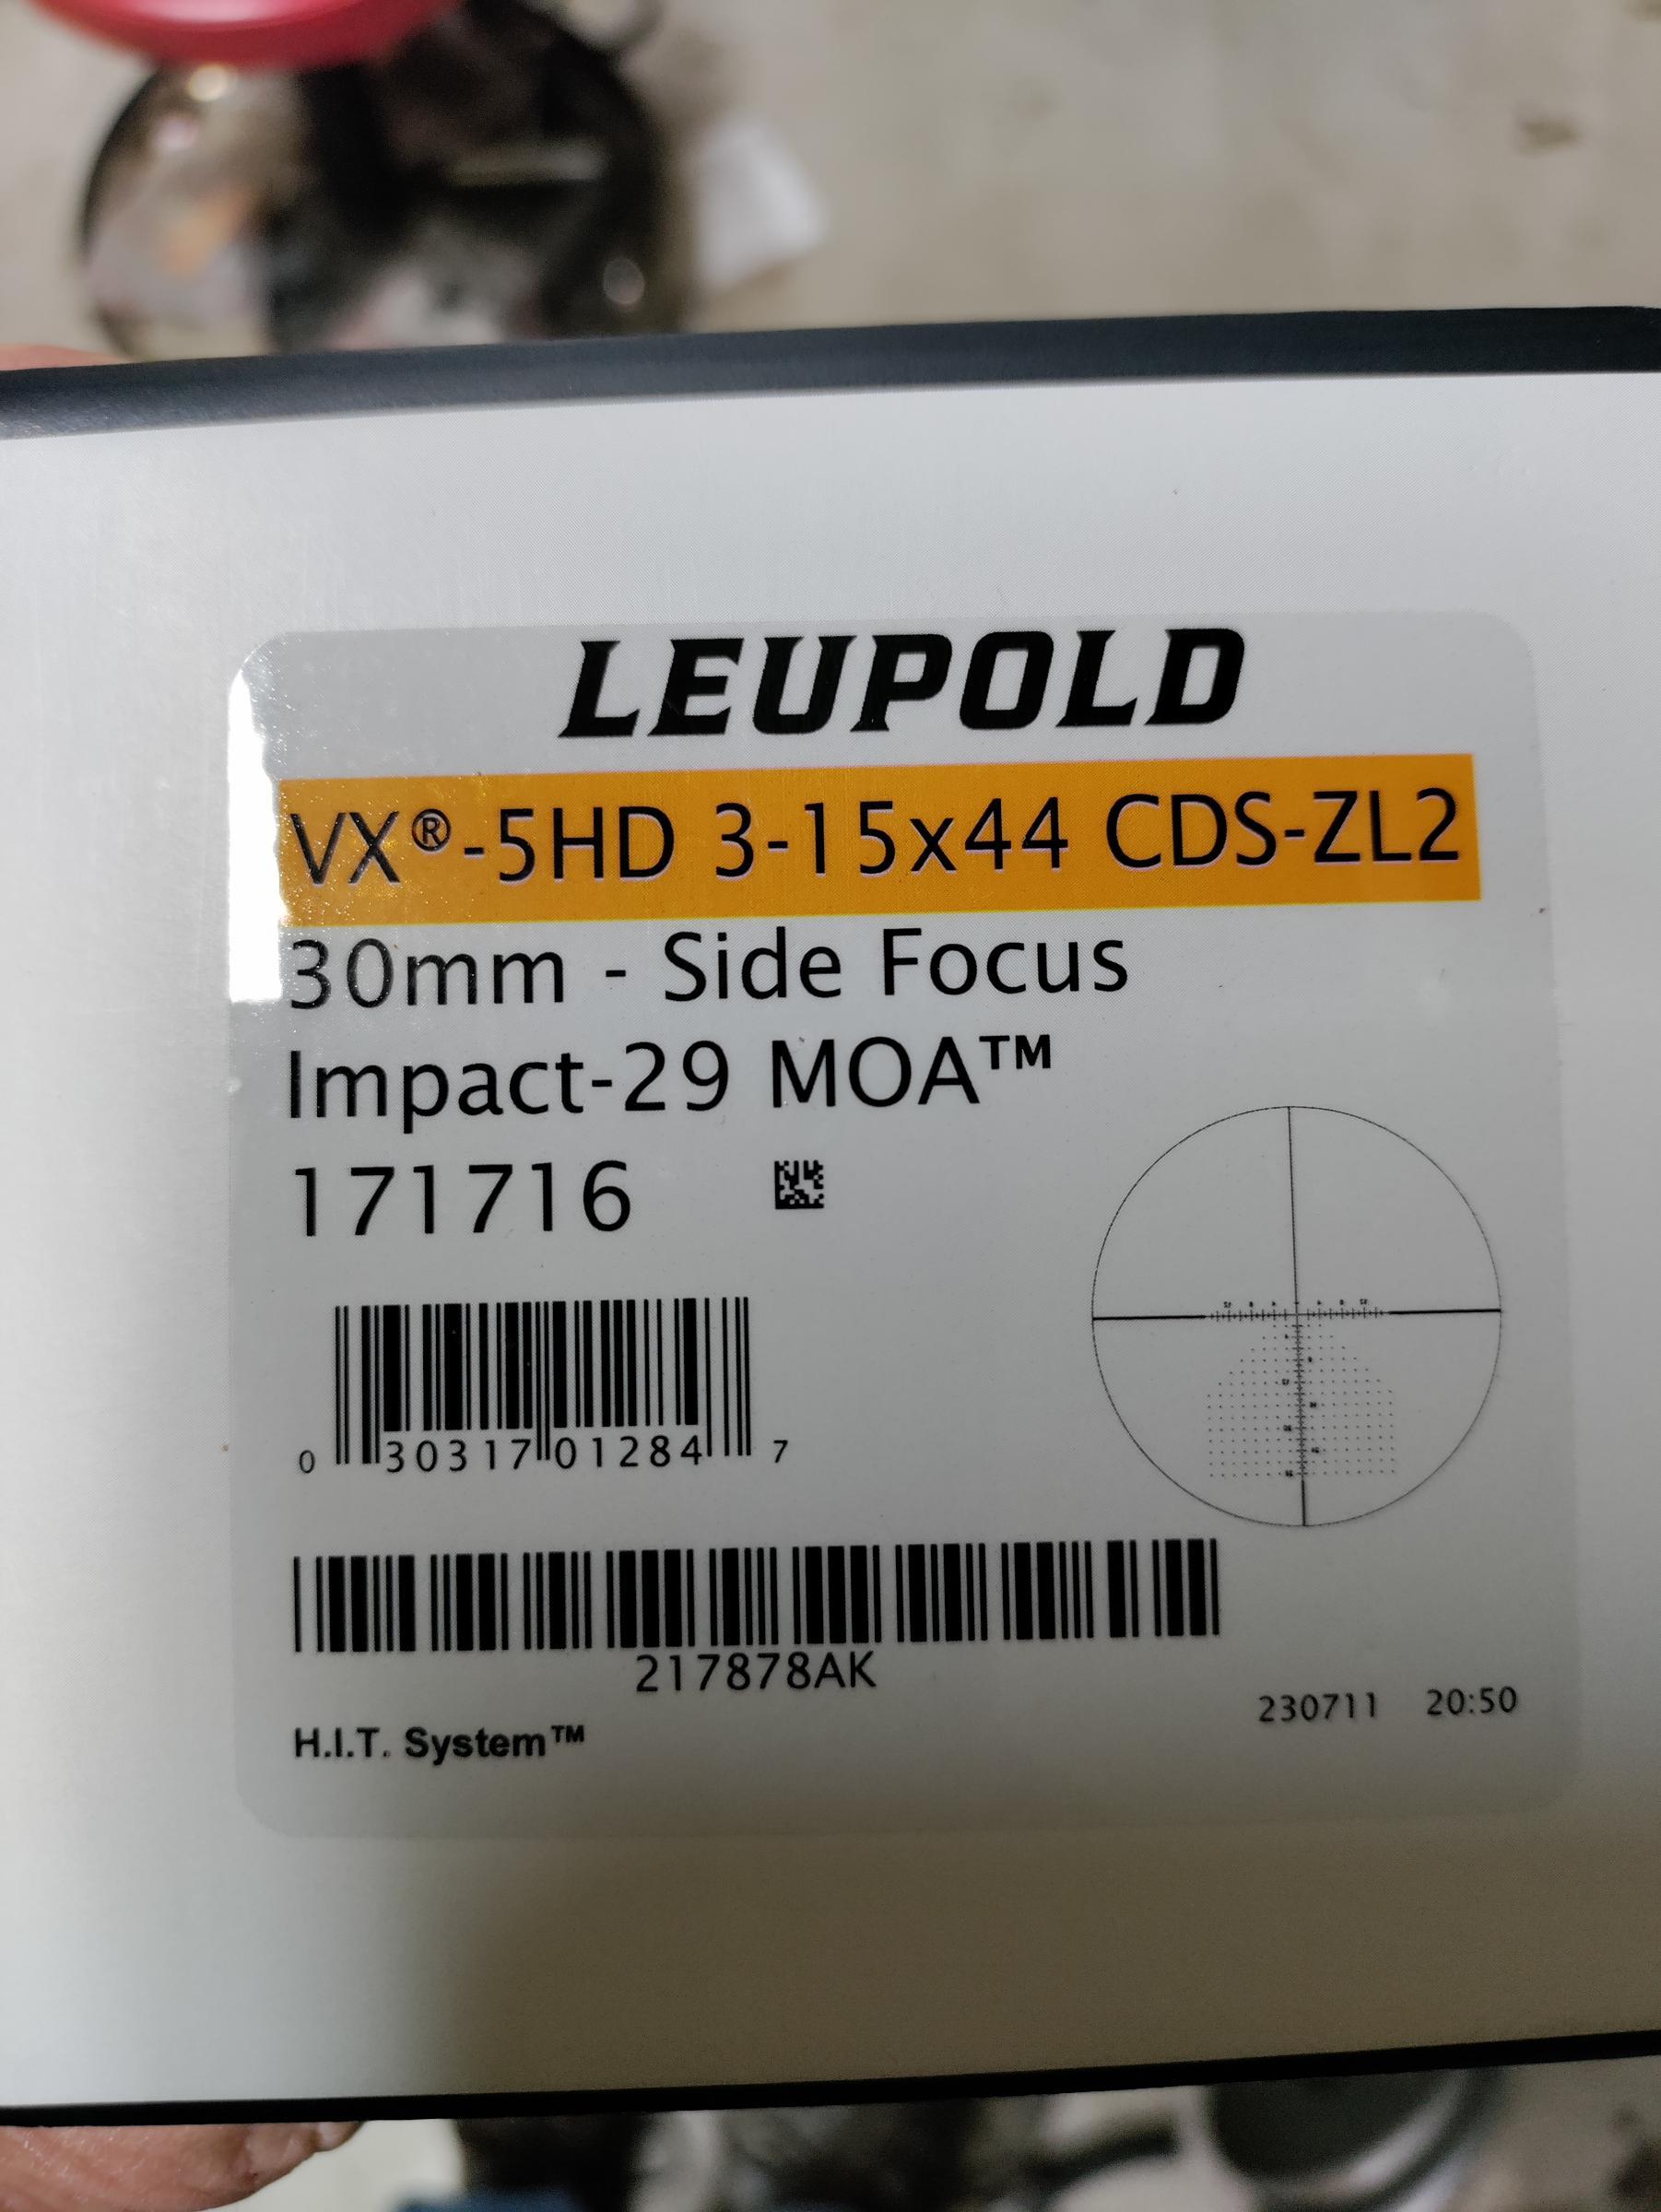 LEUPOLD
VX®-5HD 3-15x44 CDS-ZL2
30mm - Side Focus
Impact-29 MOA™
171716
0 30317 01284 7
217878AK
230711 20:50
H.I.T. System™